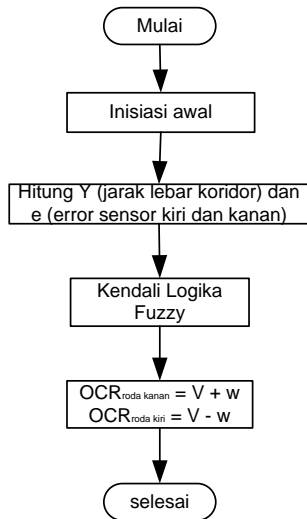 Mulai
Inisiasi awal
Hitung Y (jarak lebar koridor) dan
e (error sensor kiri dan kanan)
Kendali Logika
Fuzzy
OCRroda kanan = V + w
OCRroda kiri = V - w
selesai